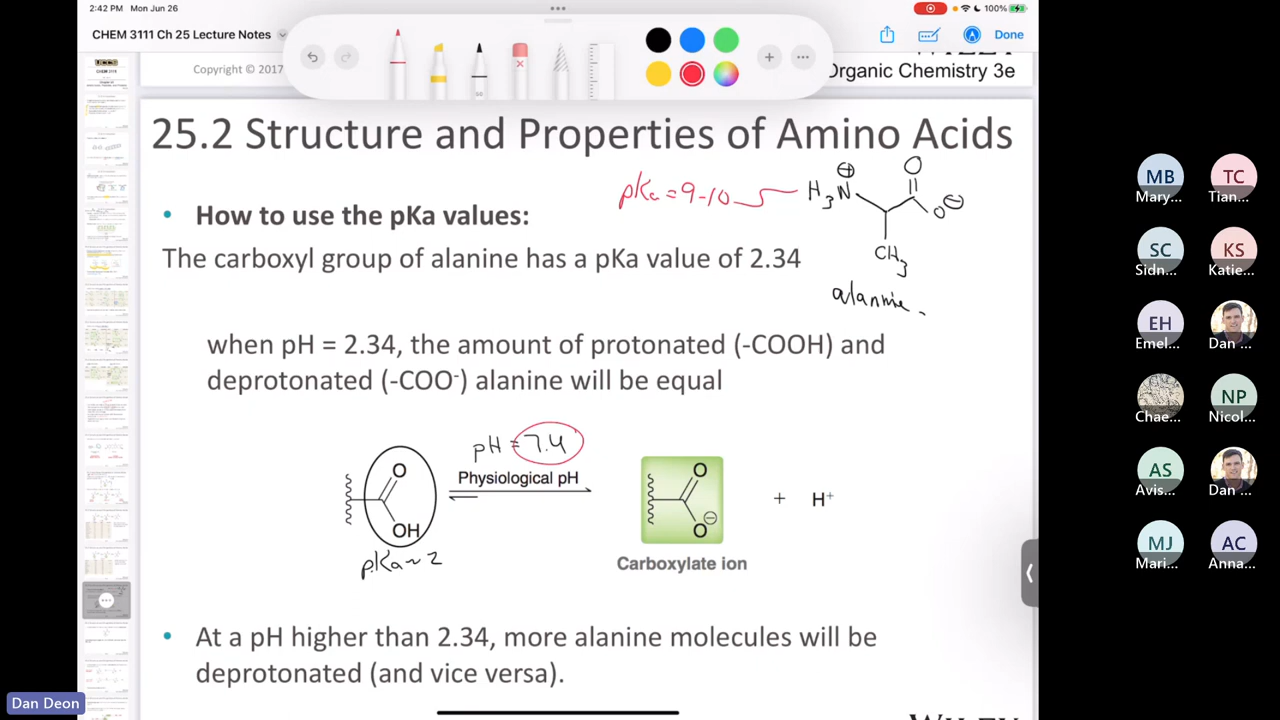 2:42 PM Mon Jun 26
100%
CHEM 3111 Ch 25 Lecture Notes
Done
Copyright © 20
Organic Chemistry 3e
25.2 Structure and Properties of Amino Acids
pKa = 9-10
H3N ⊕
O
O ⊖
CH3
alanine
• How to use the pKa values:
The carboxyl group of alanine has a pKa value of 2.34
when pH = 2.34, the amount of protonated (-COOH) and
deprotonated (-COO-) alanine will be equal
pH = 7.4
Physiological pH
O
OH
pKa ~ 2
O
O ⊖
+ H+
Carboxylate ion
• At a pH higher than 2.34, more alanine molecules will be
deprotonated (and vice versa).
MB
Mary...
TC
Tian...
SC
Sidn...
KS
Katie...
EH
Emel...
Dan ...
Chae...
NP
Nicol...
AS
Avis...
Dan ...
MJ
Mari...
AC
Anna...
Dan Deon